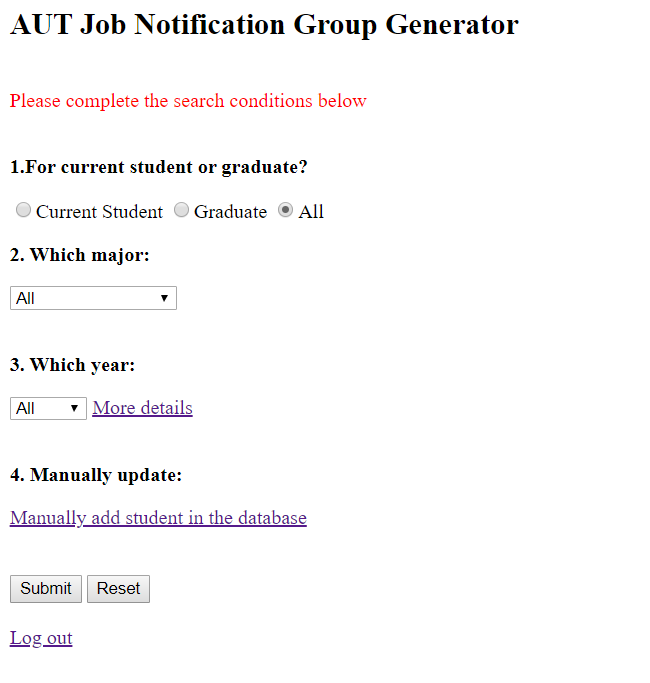 AUT Job Notification Group Generator
Please complete the search conditions below
1.For current student or graduate?
Current Student Graduate All
2. Which major:
All
3. Which year:
All More details
4. Manually update:
Manually add student in the database
Submit Reset
Log out